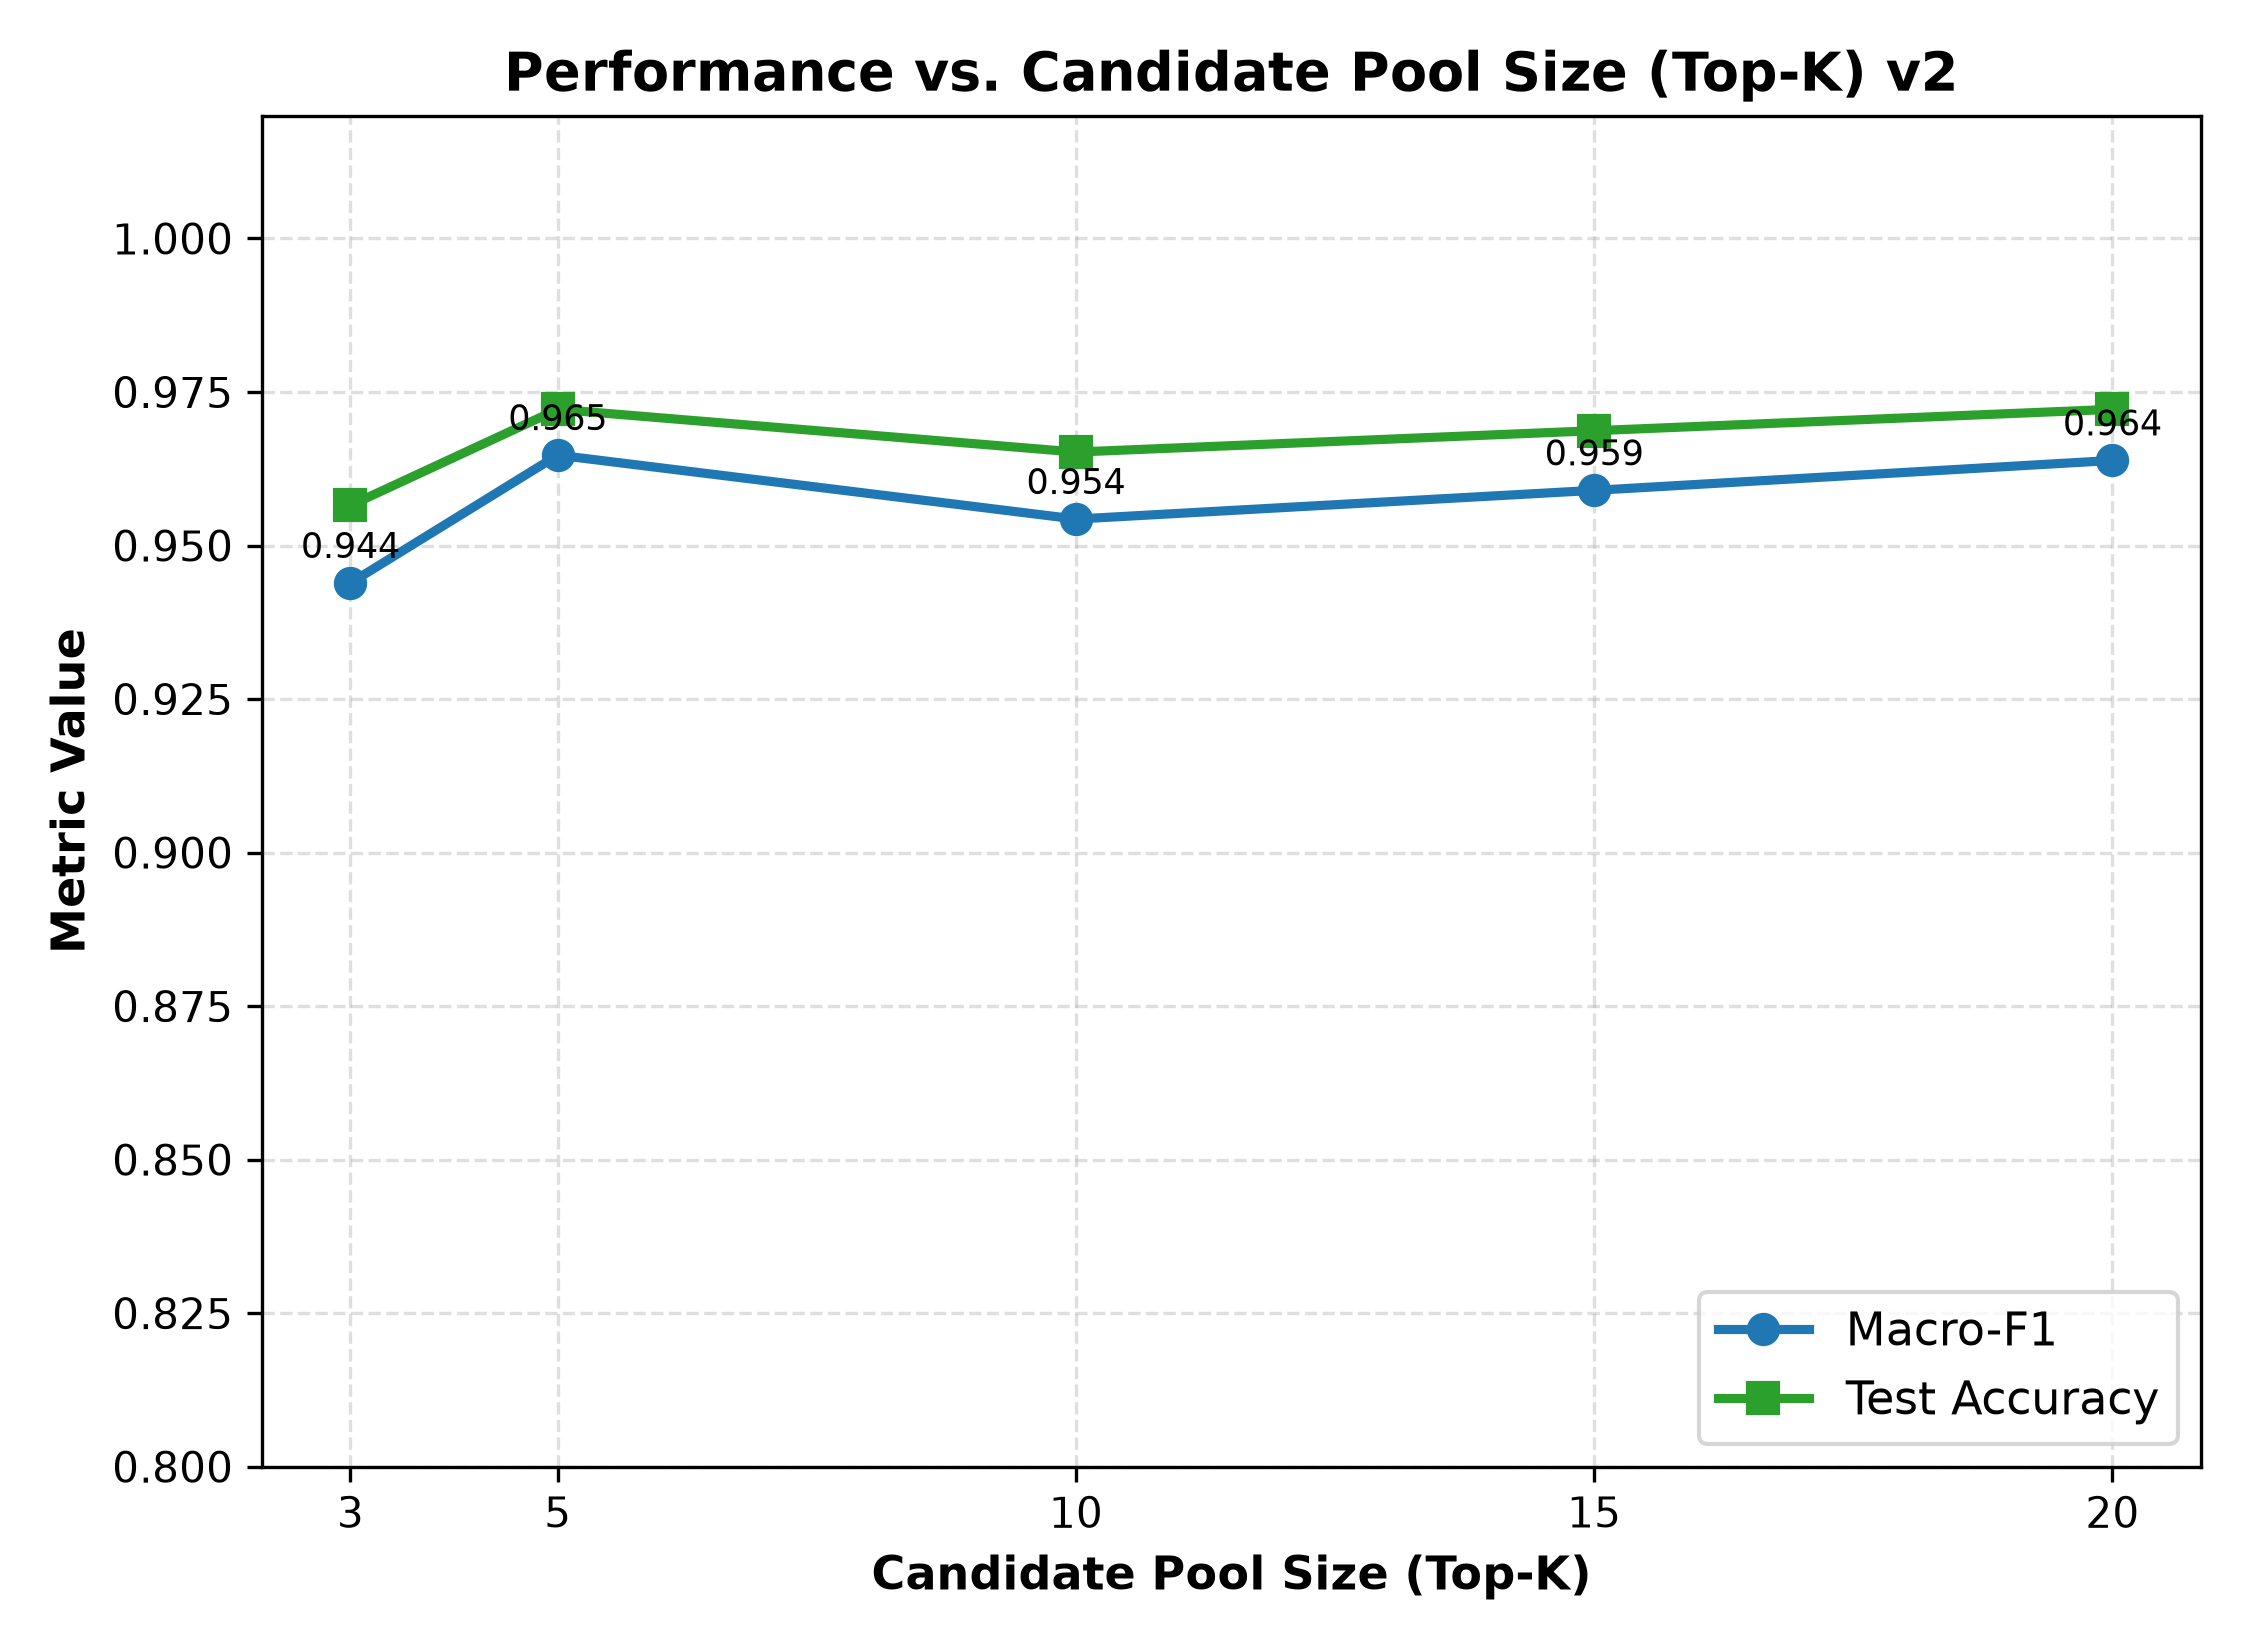 Performance vs. Candidate Pool Size (Top-K) v2
1.000
0.975
0.950
0.925
0.900
0.875
0.850
0.825
0.800
Metric Value
0.944
0.965
0.954
0.959
0.964
Macro-F1
Test Accuracy
3 5 10 15 20
Candidate Pool Size (Top-K)